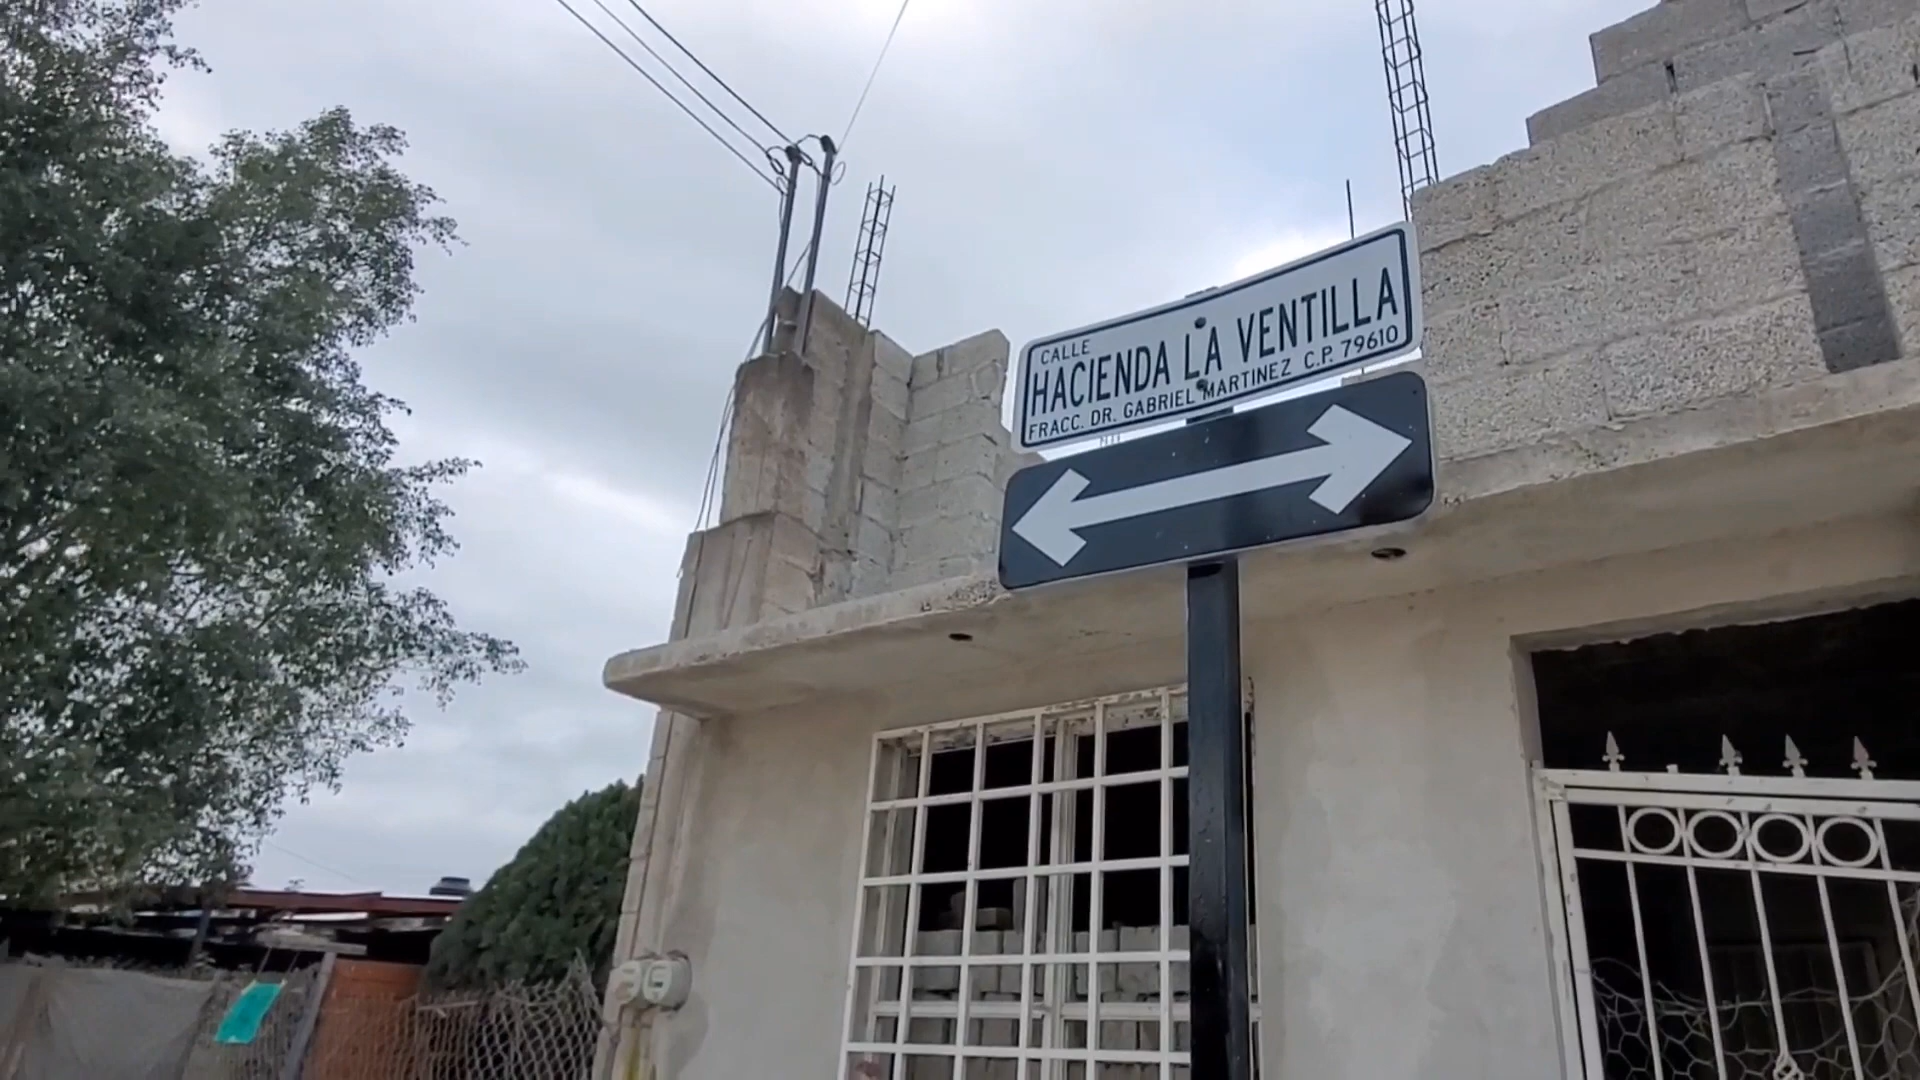 CALLE
HACIENDA LA VENTILLA
FRACC. DR. GABRIEL MARTINEZ C.P. 79610